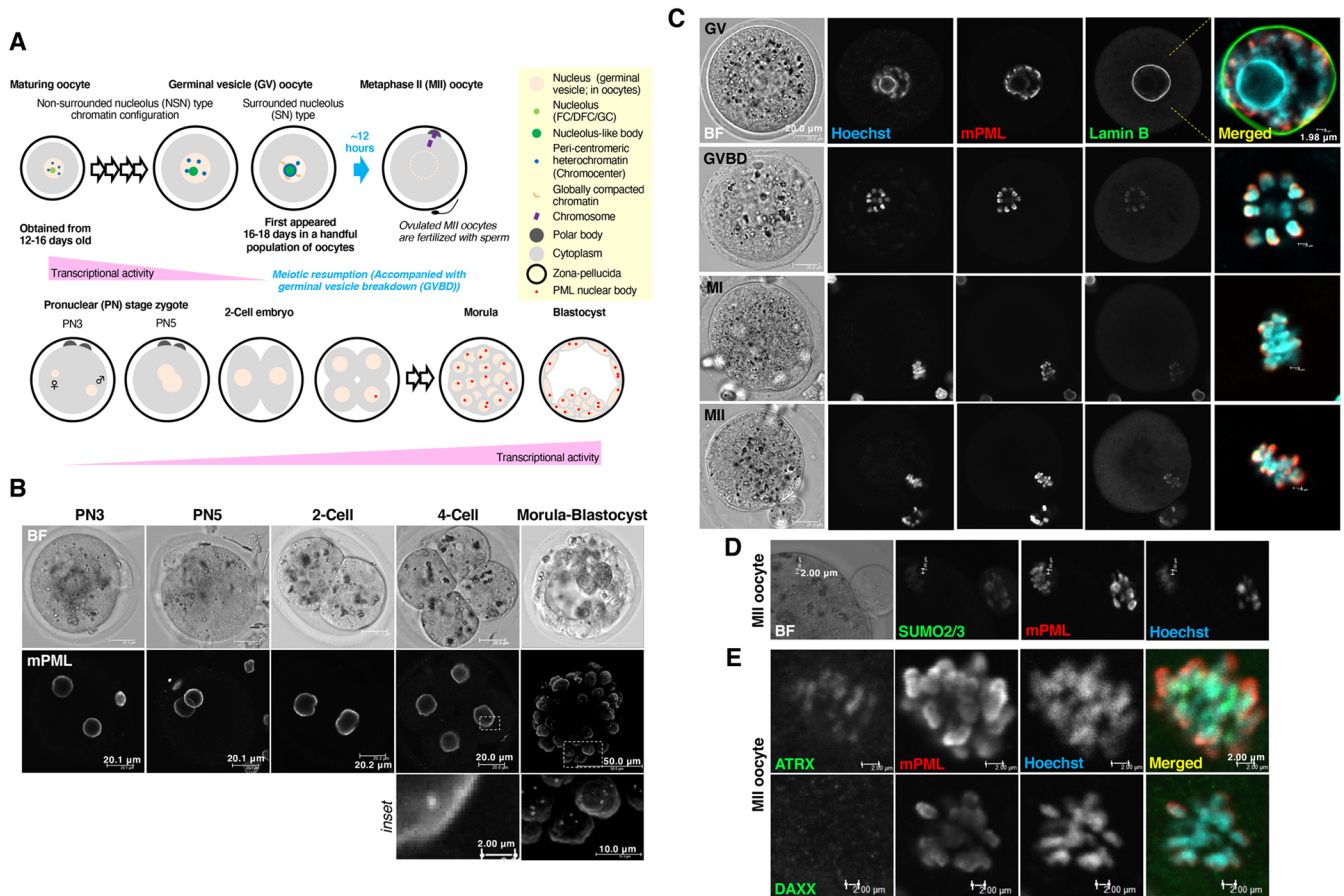 A
Maturing oocyte
Germinal vesicle (GV) oocyte
Metaphase II (MII) oocyte
Non-surrounded nucleolus (NSN) type
chromatin configuration
Surrounded nucleolus
(SN) type
~12
hours
Obtained from
12-16 days old
First appeared
16-18 days in a handful
population of oocytes
Ovulated MII oocytes
are fertilized with sperm
Transcriptional activity
Meiotic resumption (Accompanied with
germinal vesicle breakdown (GVBD))
Nucleus (germinal
vesicle; in oocytes)
Nucleolus
(FC/DFC/GC)
Nucleolus-like body
Peri-centromeric
heterochromatin
(Chromocenter)
Globally compacted
chromatin
Chromosome
Polar body
Cytoplasm
Zona-pellucida
PML nuclear body
Pronuclear (PN) stage zygote
2-Cell embryo
Morula
Blastocyst
PN3
PN5
♀
♂
Transcriptional activity
B
PN3
PN5
2-Cell
4-Cell
Morula-Blastocyst
BF
mPML
20.1 µm
20.1 µm
20.2 µm
20.0 µm
50.0 µm
inset
2.00 µm
10.0 µm
C
GV
BF
20.0 µm
Hoechst
mPML
Lamin B
Merged
1.98 µm
GVBD
MI
MII
D
MII oocyte
BF
2.00 µm
SUMO2/3
mPML
Hoechst
E
MII oocyte
ATRX
2.00 µm
mPML
2.00 µm
Hoechst
2.00 µm
Merged
2.00 µm
2.00 µm
DAXX
2.00 µm
2.00 µm
2.00 µm
2.00 µm